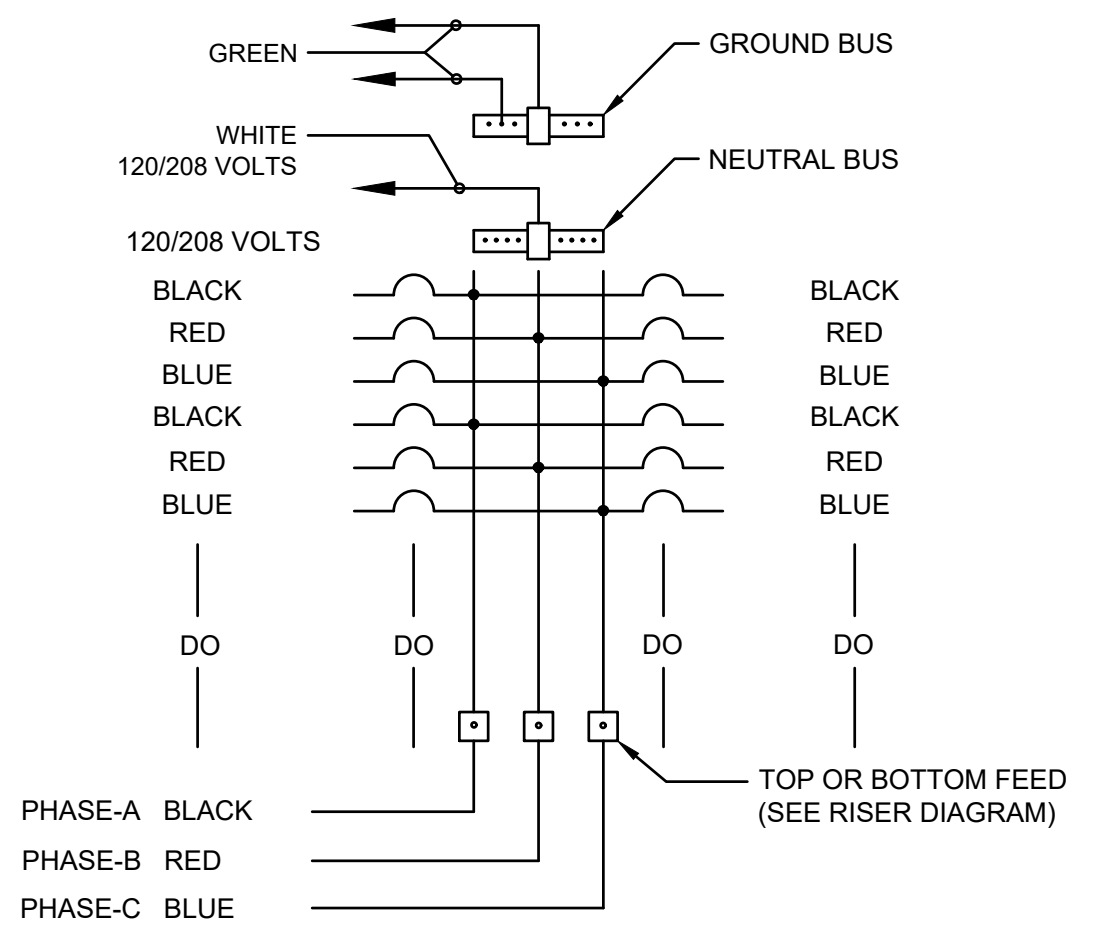 GROUND BUS
GREEN
WHITE
120/208 VOLTS
NEUTRAL BUS
120/208 VOLTS
BLACK BLACK
RED RED
BLUE BLUE
BLACK BLACK
RED RED
BLUE BLUE
DO DO DO DO
TOP OR BOTTOM FEED
(SEE RISER DIAGRAM)
PHASE-A BLACK
PHASE-B RED
PHASE-C BLUE